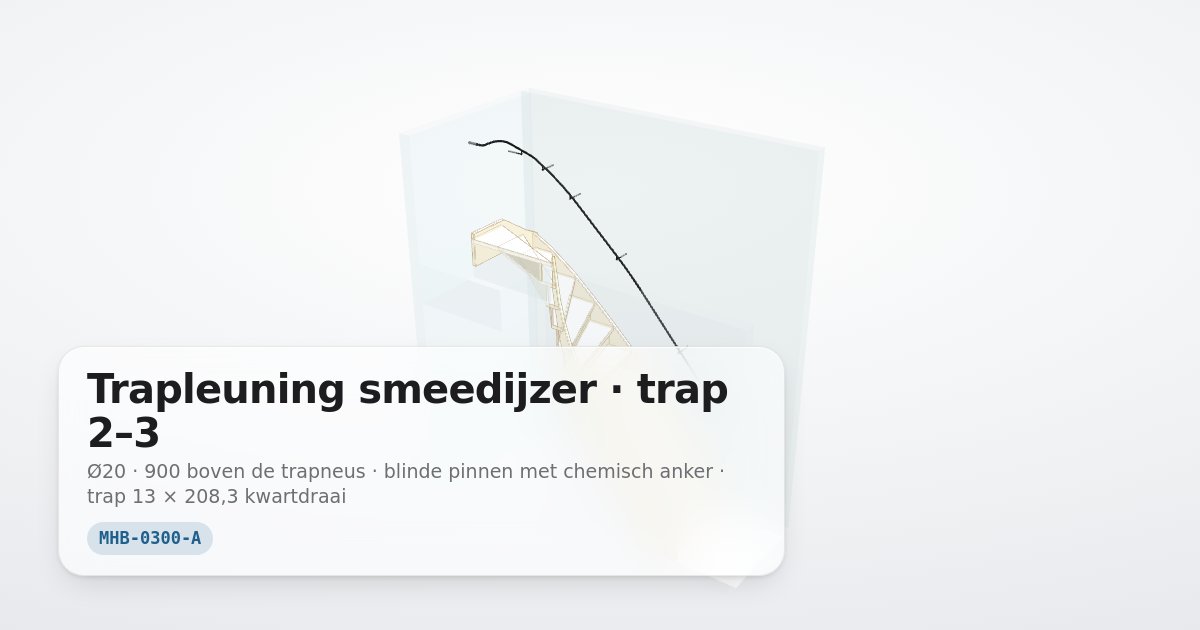 Trapleuning smeedijzer · trap
2–3
Ø20 · 900 boven de trapneus · blinde pinnen met chemisch anker ·
trap 13 × 208,3 kwartdraai
MHB-0300-A